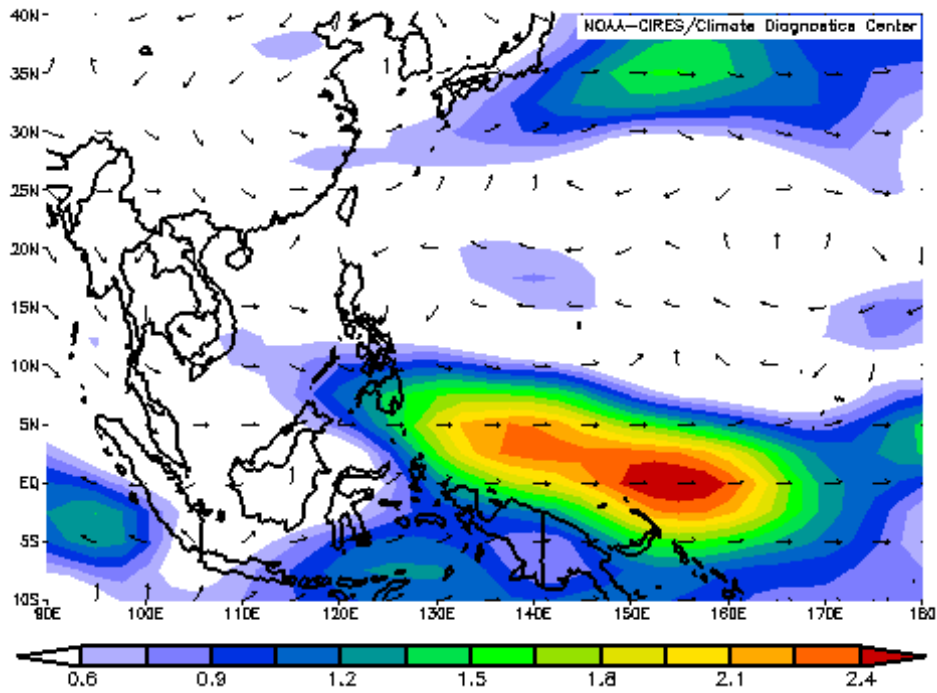 NOAA-CIRES/Climate Diagnostics Center
40N
35N
30N
25N
20N
15N
10N
5N
EQ
5S
10S
90E 100E 110E 120E 130E 140E 150E 160E 170E 180
0.6 0.9 1.2 1.5 1.8 2.1 2.4